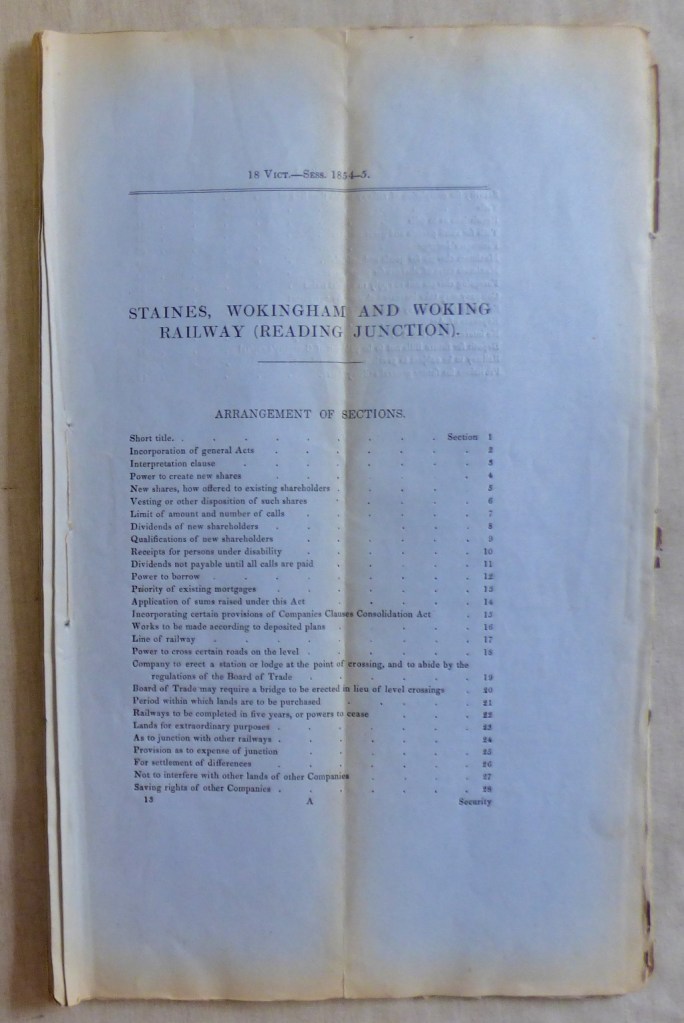 18 VICT.—SESS. 1854–5.
STAINES, WOKINGHAM AND WOKING
RAILWAY (READING JUNCTION).
ARRANGEMENT OF SECTIONS.
Short title. . . . . . . . . . Section 1
Incorporation of general Acts . . . . . . . 2
Interpretation clause . . . . . . . . 3
Power to create new shares . . . . . . . 4
New shares, how offered to existing shareholders . . . . . 5
Vesting or other disposition of such shares . . . . . . 6
Limit of amount and number of calls . . . . . . 7
Dividends of new shareholders . . . . . . . 8
Qualifications of new shareholders . . . . . . 9
Receipts for persons under disability . . . . . . 10
Dividends not payable until all calls are paid . . . . . 11
Power to borrow . . . . . . . . . 12
Priority of existing mortgages . . . . . . . 13
Application of sums raised under this Act . . . . . 14
Incorporating certain provisions of Companies Clauses Consolidation Act . 15
Works to be made according to deposited plans . . . . . 16
Line of railway . . . . . . . . . 17
Power to cross certain roads on the level . . . . . . 18
Company to erect a station or lodge at the point of crossing, and to abide by the
regulations of the Board of Trade . . . . . . 19
Board of Trade may require a bridge to be erected in lieu of level crossings . 20
Period within which lands are to be purchased . . . . . 21
Railways to be completed in five years, or powers to cease . . . . 22
Lands for extraordinary purposes . . . . . . . 23
As to junction with other railways . . . . . . . 24
Provision as to expense of junction . . . . . . 25
For settlement of differences . . . . . . . 26
Not to interfere with other lands of other Companies . . . . 27
Saving rights of other Companies . . . . . . . 28
13 A Security